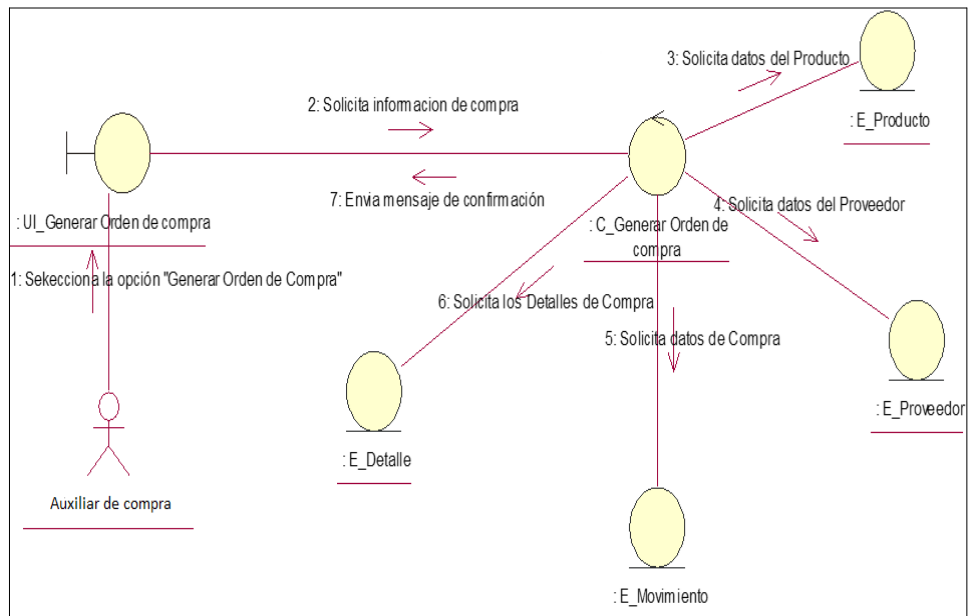 3: Solicita datos del Producto
2: Solicita informacion de compra
: E_Producto
7: Envia mensaje de confirmación
4: Solicita datos del Proveedor
: UI_Generar Orden de compra
: C_Generar Orden de
compra
1: Sekecciona la opción "Generar Orden de Compra"
6: Solicita los Detalles de Compra
5: Solicita datos de Compra
: E_Proveedor
: E_Detalle
Auxiliar de compra
: E_Movimiento